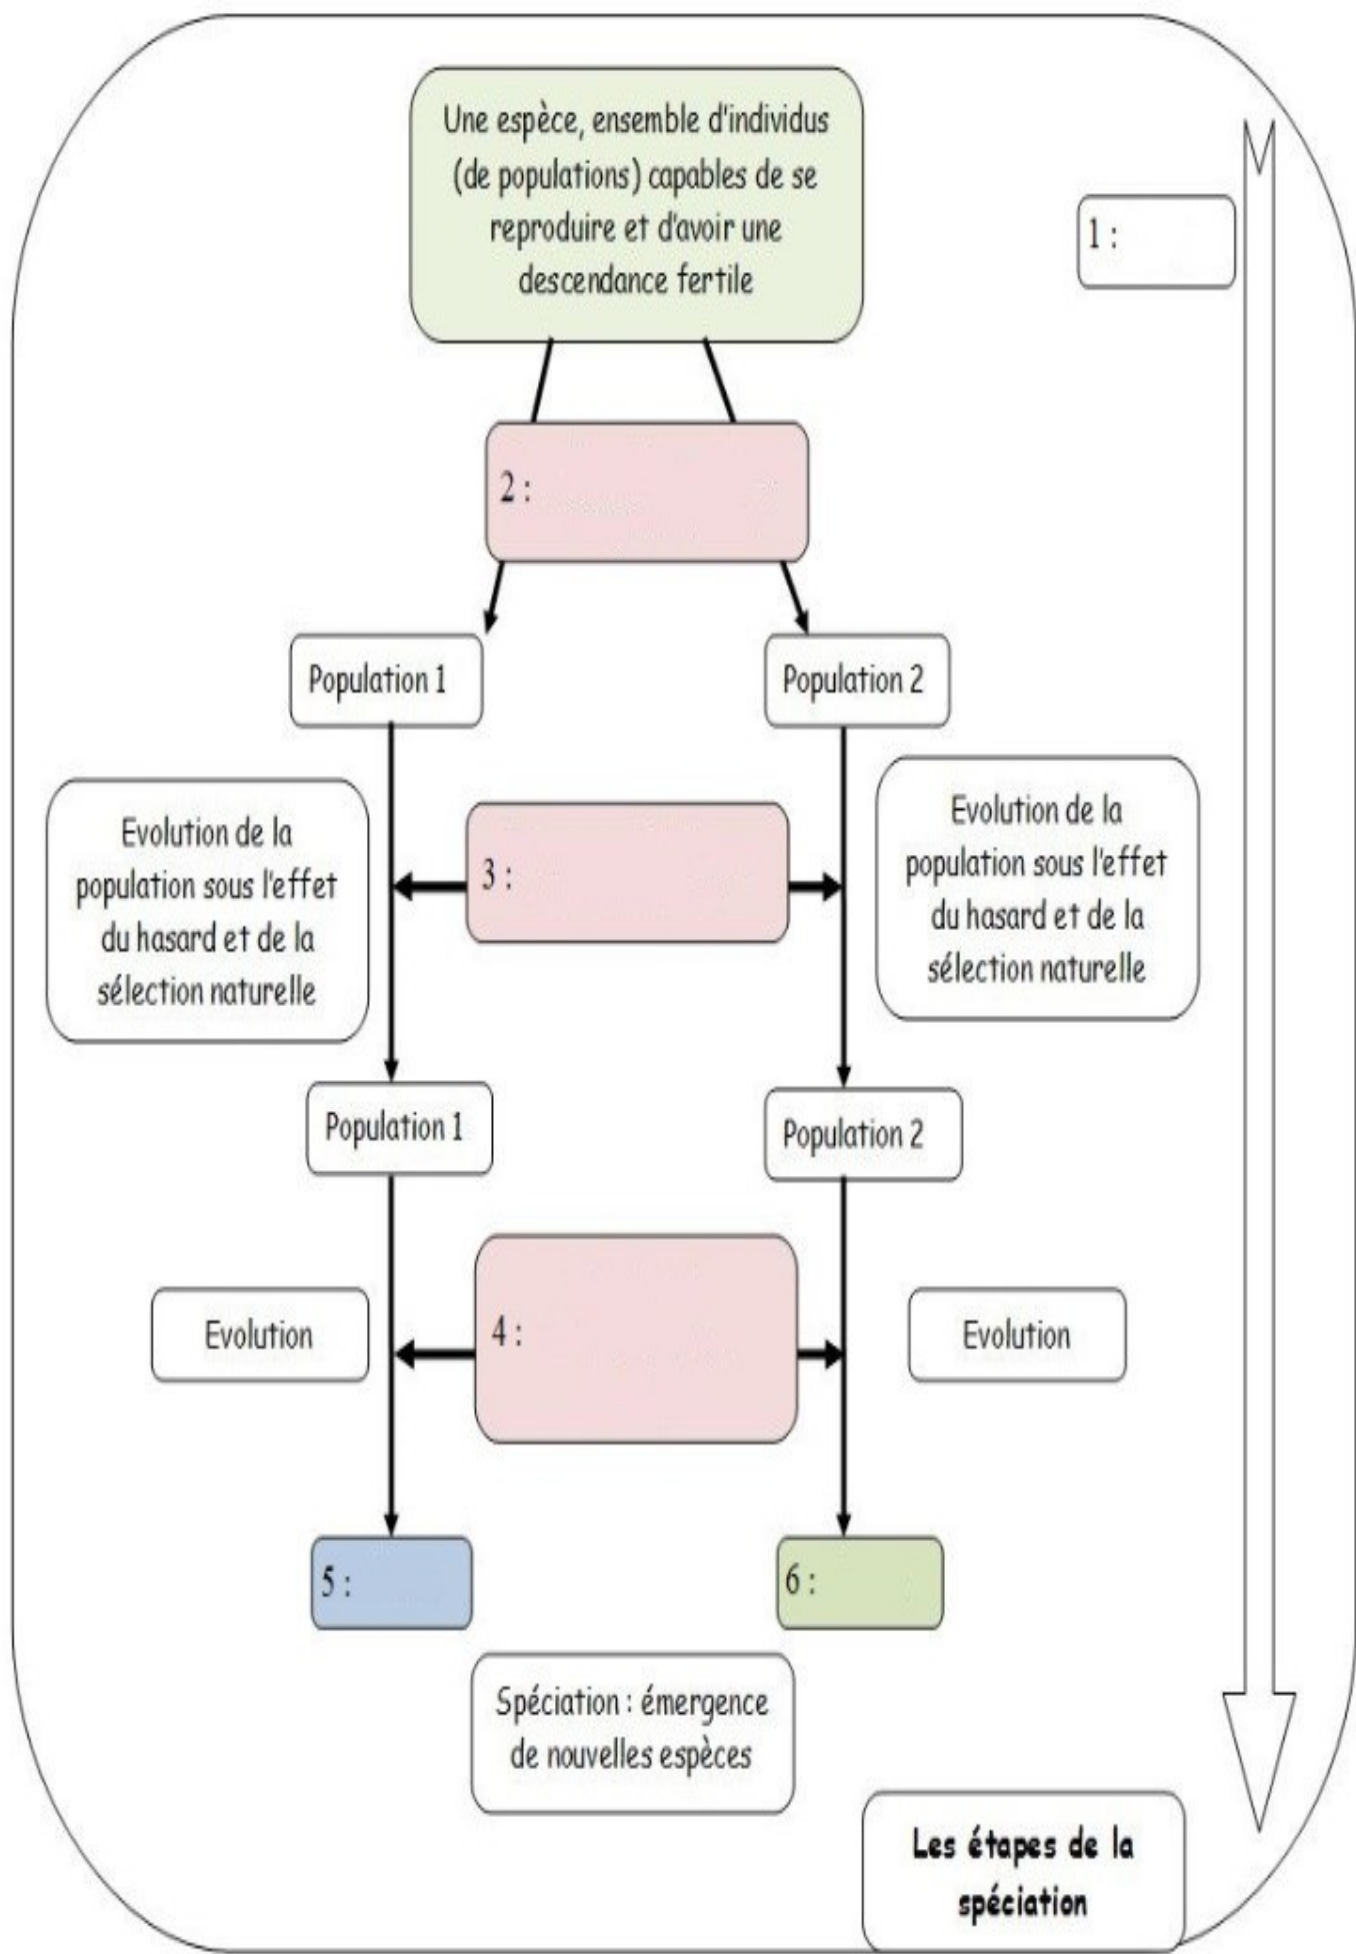 Une espèce, ensemble d'individus
(de populations) capables de se
reproduire et d'avoir une
descendance fertile
1 :
2 :
Population 1
Population 2
Evolution de la
population sous l'effet
du hasard et de la
sélection naturelle
3 :
Evolution de la
population sous l'effet
du hasard et de la
sélection naturelle
Population 1
Population 2
Evolution
4 :
Evolution
5 :
6 :
Spéciation : émergence
de nouvelles espèces
Les étapes de la
spéciation